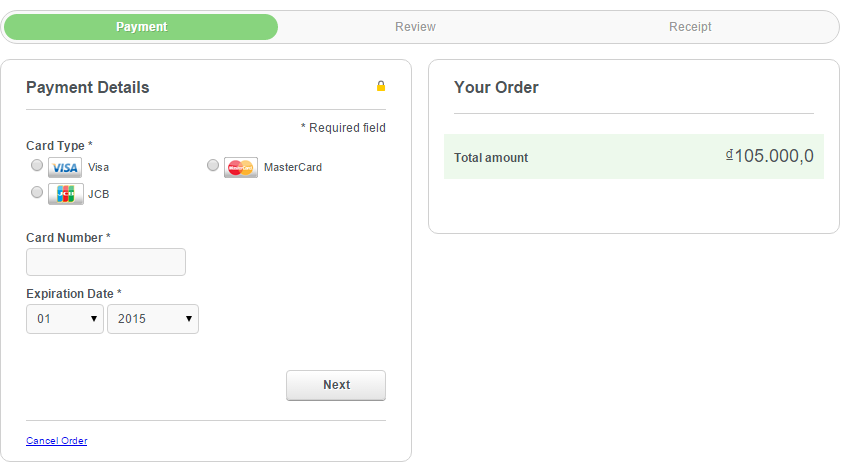 Payment
Review
Receipt
Payment Details
* Required field
Card Type *
VISA Visa
MasterCard MasterCard
JCB JCB
Card Number *
Expiration Date *
01 2015
Next
Cancel Order
Your Order
Total amount
₫105.000,0